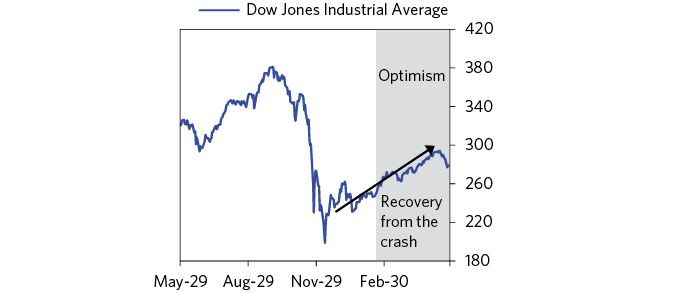 Dow Jones Industrial Average
420
380
340
300
260
220
180
Optimism
Recovery
from the
crash
May-29 Aug-29 Nov-29 Feb-30